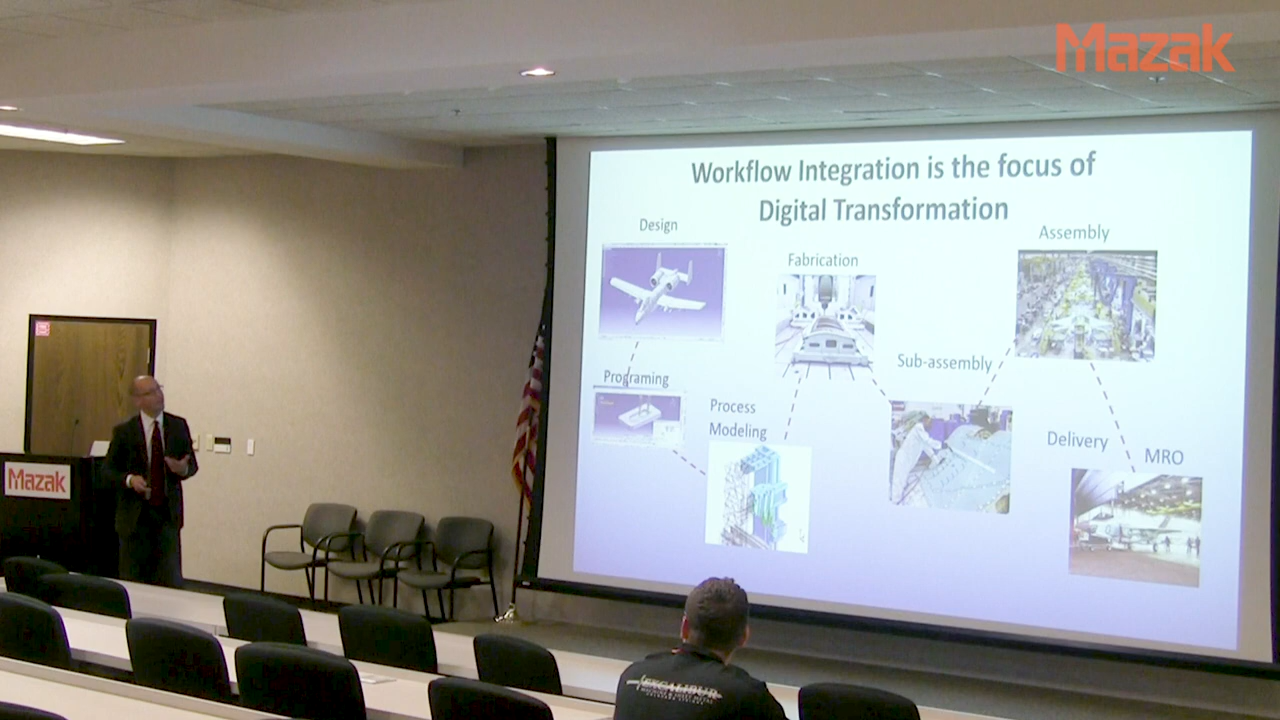 Mazak
Workflow Integration is the focus of
Digital Transformation
Design
Assembly
Fabrication
Sub-assembly
Programing
Process
Modeling
Delivery
MRO
Mazak
EXCALIBUR